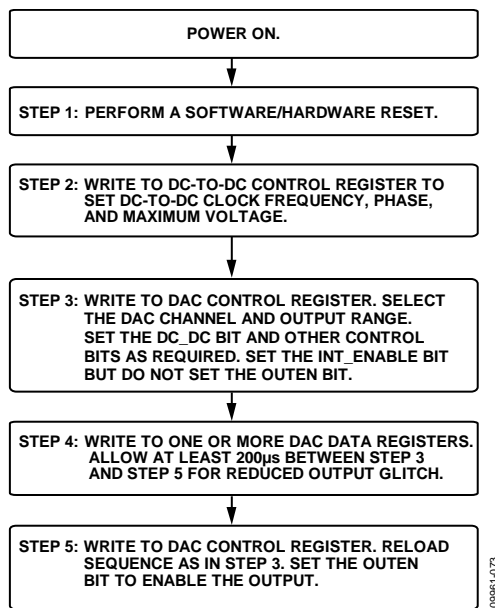 POWER ON.
STEP 1: PERFORM A SOFTWARE/HARDWARE RESET.
STEP 2: WRITE TO DC-TO-DC CONTROL REGISTER TO
SET DC-TO-DC CLOCK FREQUENCY, PHASE,
AND MAXIMUM VOLTAGE.
STEP 3: WRITE TO DAC CONTROL REGISTER. SELECT
THE DAC CHANNEL AND OUTPUT RANGE.
SET THE DC_DC BIT AND OTHER CONTROL
BITS AS REQUIRED. SET THE INT_ENABLE BIT
BUT DO NOT SET THE OUTEN BIT.
STEP 4: WRITE TO ONE OR MORE DAC DATA REGISTERS.
ALLOW AT LEAST 200µs BETWEEN STEP 3
AND STEP 5 FOR REDUCED OUTPUT GLITCH.
STEP 5: WRITE TO DAC CONTROL REGISTER. RELOAD
SEQUENCE AS IN STEP 3. SET THE OUTEN
BIT TO ENABLE THE OUTPUT.
09961-073